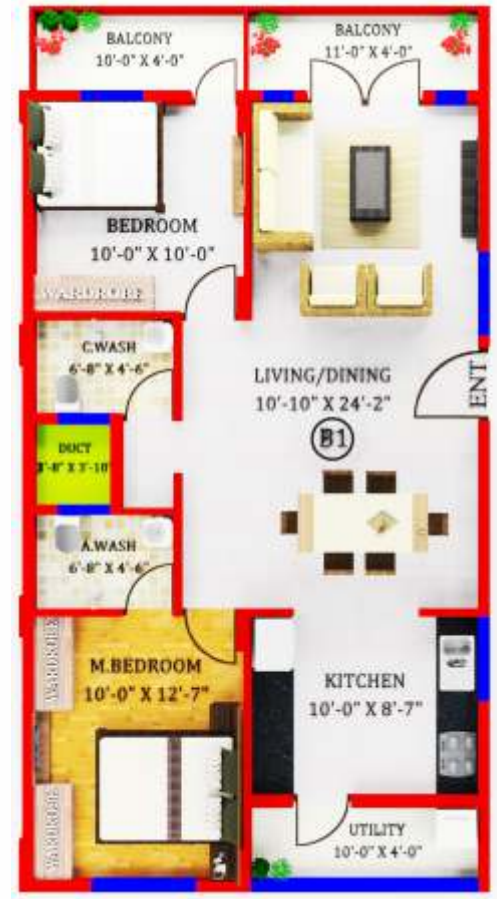 BALCONY
10'-0" X 4'-0"
BALCONY
11'-0" X 4'-0"
BEDROOM
10'-0" X 10'-0"
WARDROBE
C.WASH
6'-8" X 4'-6"
LIVING/DINING
10'-10" X 24'-2"
ENT
B1
DUCT
X 3'-10"
A.WASH
6'-8" X 4'-6"
WARDROBE
M.BEDROOM
10'-0" X 12'-7"
KITCHEN
10'-0" X 8'-7"
WARDROBE
UTILITY
10'-0" X 4'-0"